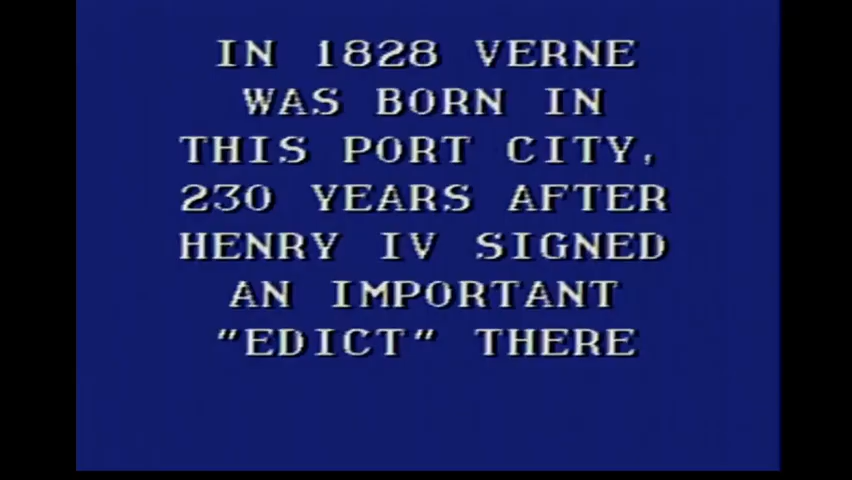 IN 1828 VERNE
WAS BORN IN
THIS PORT CITY,
230 YEARS AFTER
HENRY IV SIGNED
AN IMPORTANT
"EDICT" THERE